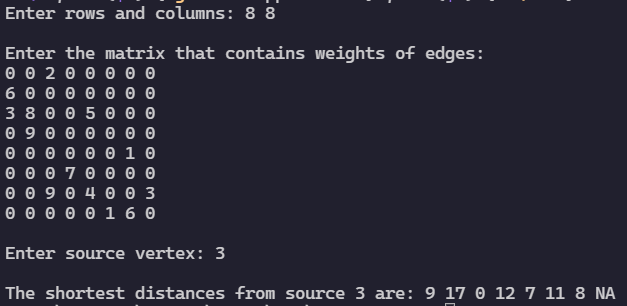 Enter rows and columns: 8 8
Enter the matrix that contains weights of edges:
0 0 2 0 0 0 0 0
6 0 0 0 0 0 0 0
3 8 0 0 5 0 0 0
0 9 0 0 0 0 0 0
0 0 0 0 0 0 1 0
0 0 0 7 0 0 0 0
0 0 9 0 4 0 0 3
0 0 0 0 0 1 6 0
Enter source vertex: 3
The shortest distances from source 3 are: 9 17 0 12 7 11 8 NA